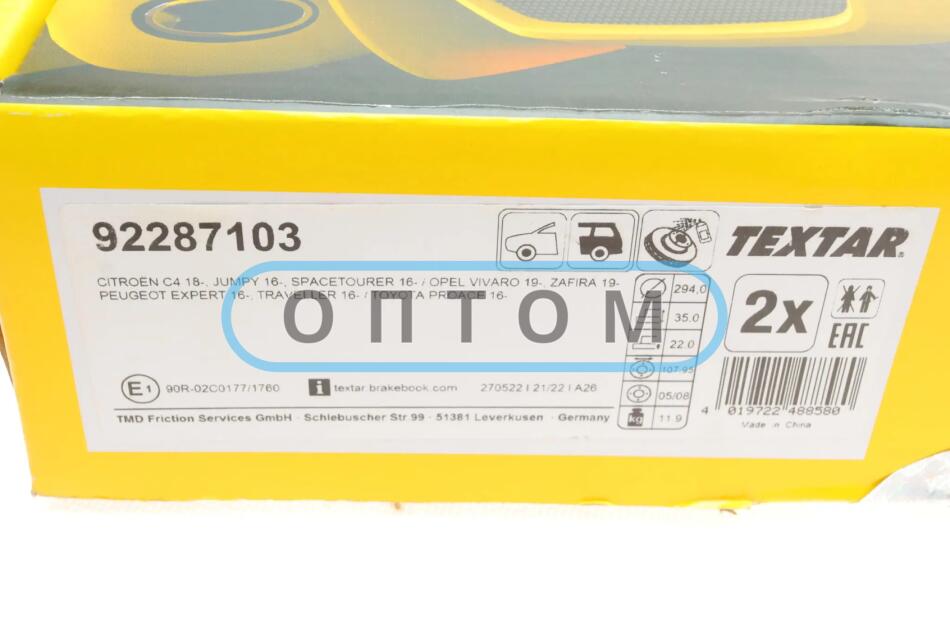 92287103
TEXTAR
CITROËN C4 18-, JUMPY 16-, SPACETOURER 16- / OPEL VIVARO 19-, ZAFIRA 19-
PEUGEOT EXPERT 16-, TRAVELLER 16- / TOYOTA PROACE 16-
ОПТОМ
294,0
35.0
22.0
107,95
05/08
kg 11.9
2x
EAC
E1 90R-02C0177/1760
i textar.brakebook.com
270522 | 21/22 | A26
TMD Friction Services GmbH · Schlebuscher Str.99 · 51381 Leverkusen · Germany
4 019722 488580
Made in China